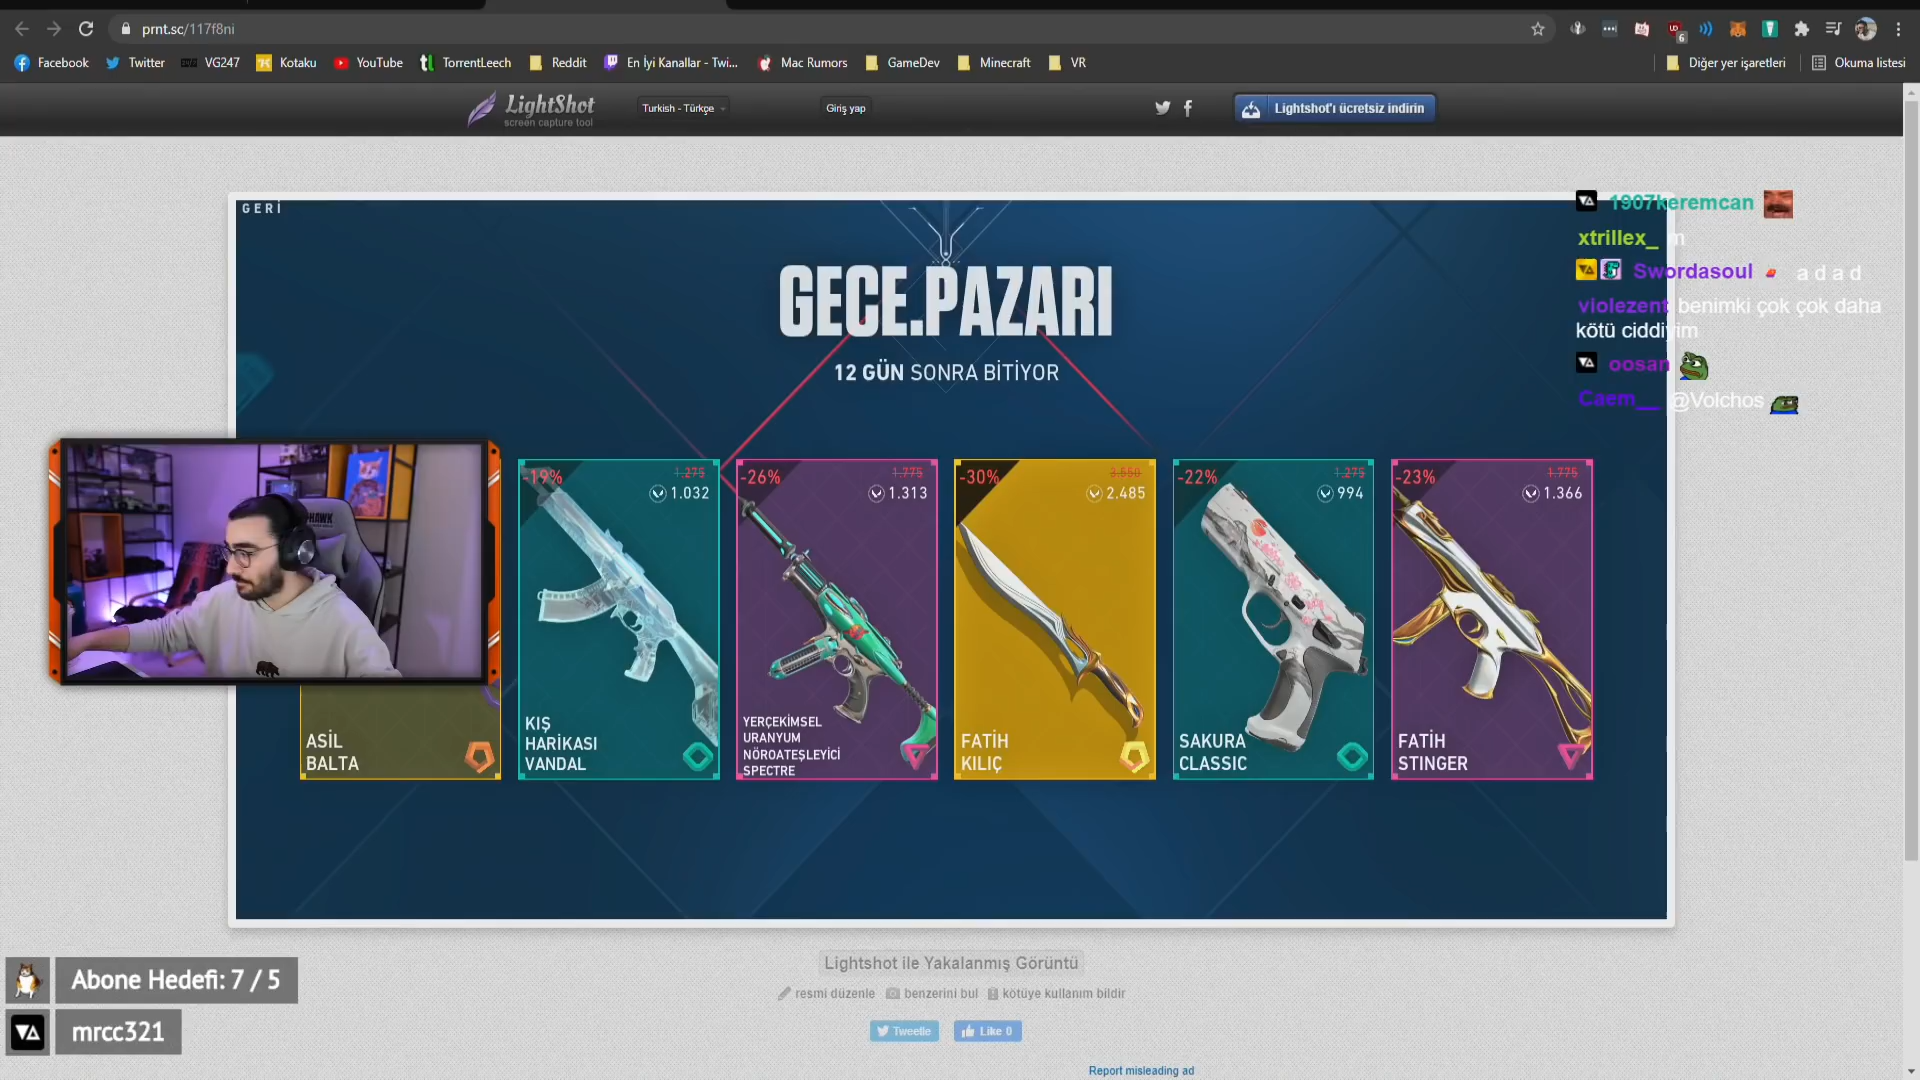 prnt.sc/117f8ni
Facebook
Twitter
VG247
Kotaku
YouTube
TorrentLeech
Reddit
En İyi Kanallar - Twi...
Mac Rumors
GameDev
Minecraft
VR
Diğer yer işaretleri
Okuma listesi
LightShot
screen capture tool
Turkish - Türkçe
Giriş yap
Lightshot'ı ücretsiz indirin
GERİ
GECE.PAZARI
12 GÜN SONRA BİTİYOR
1907keremcan
xtrillex_ m
Swordasoul a d a d
violezent benimki çok çok daha
kötü ciddiyim
oosan
Caem__ @Volchos
ASİL
BALTA
-19% 1.275
1.032
KIŞ
HARİKASI
VANDAL
-26% 1.775
1.313
YERÇEKİMSEL
URANYUM
NÖROATEŞLEYİCİ
SPECTRE
-30% 3.550
2.485
FATİH
KILIÇ
-22% 1.275
994
SAKURA
CLASSIC
-23% 1.775
1.366
FATİH
STINGER
Lightshot ile Yakalanmış Görüntü
resmi düzenle benzerini bul kötüye kullanım bildir
Tweetle
Like 0
Report misleading ad
Abone Hedefi: 7 / 5
mrcc321